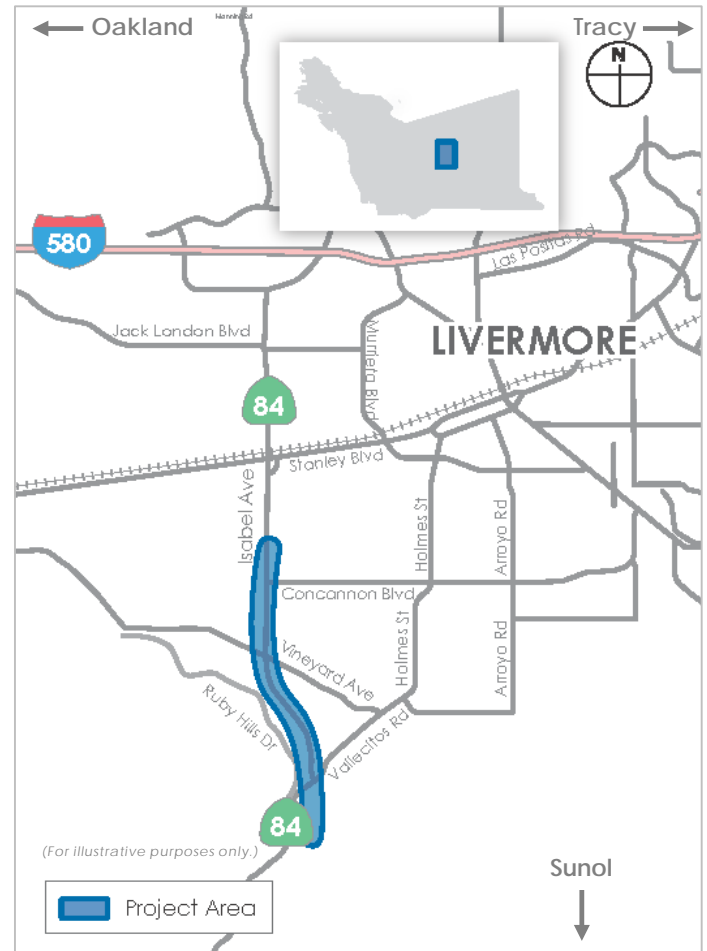 Oakland
Tracy
N
580
Las Positas Rd
Jack London Blvd
Murrieta Blvd
LIVERMORE
84
Stanley Blvd
Isabel Ave
Holmes St
Arroyo Rd
Concannon Blvd
Vineyard Ave
Holmes St
Arroyo Rd
Ruby Hills Dr
Vallecitos Rd
84
(For illustrative purposes only.)
Sunol
Project Area